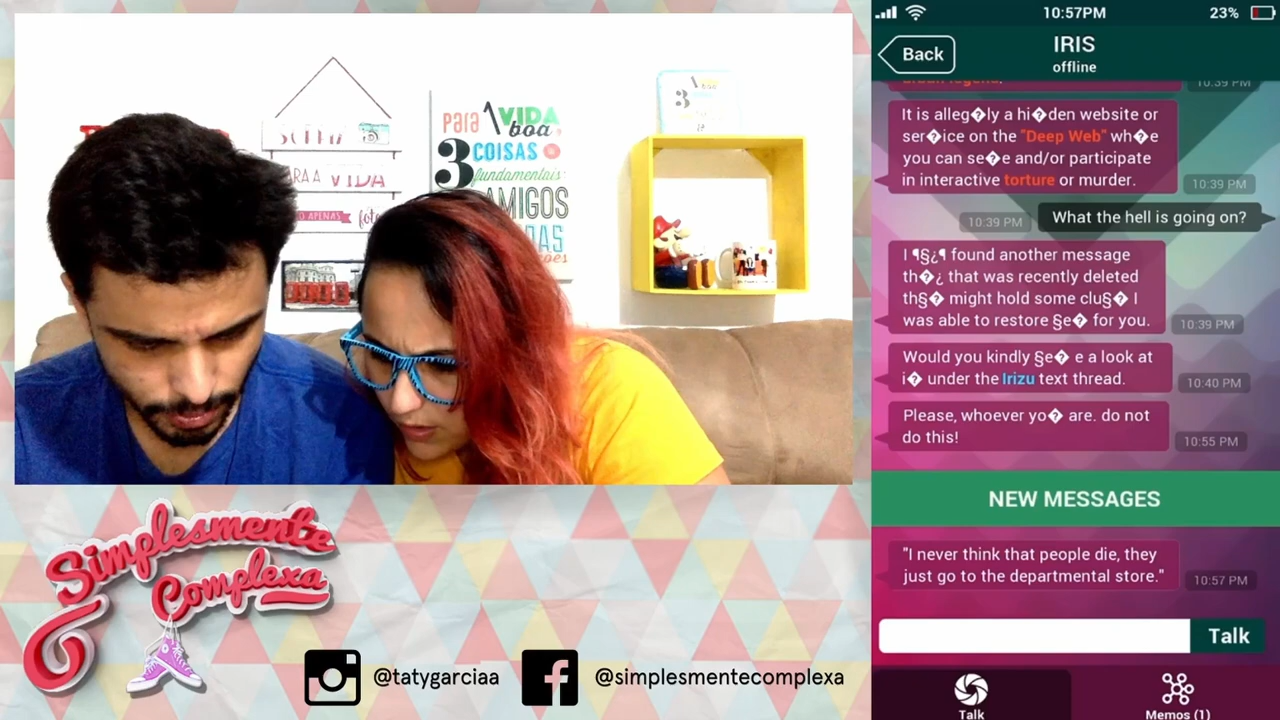 Para 1 VIDA
boa,
3 COISAS
fundamentais:
AMIGOS
3
VIDA
Simplesmente
Complexa
@tatygarciaa
@simplesmentecomplexa
10:57PM
23%
Back
IRIS
offline
10:39 PM
It is alleg�ly a hi�den website or
ser�ice on the "Deep Web" wh�e
you can se�e and/or participate
in interactive torture or murder.
10:39 PM
10:39 PM
What the hell is going on?
I ¶§¿¶ found another message
th�¿ that was recently deleted
th§� might hold some clu§� I
was able to restore §e� for you.
10:39 PM
Would you kindly §e� e a look at
i� under the Irizu text thread.
10:40 PM
Please, whoever yo� are. do not
do this!
10:55 PM
NEW MESSAGES
"I never think that people die, they
just go to the departmental store."
10:57 PM
Talk
Talk
Memos (1)